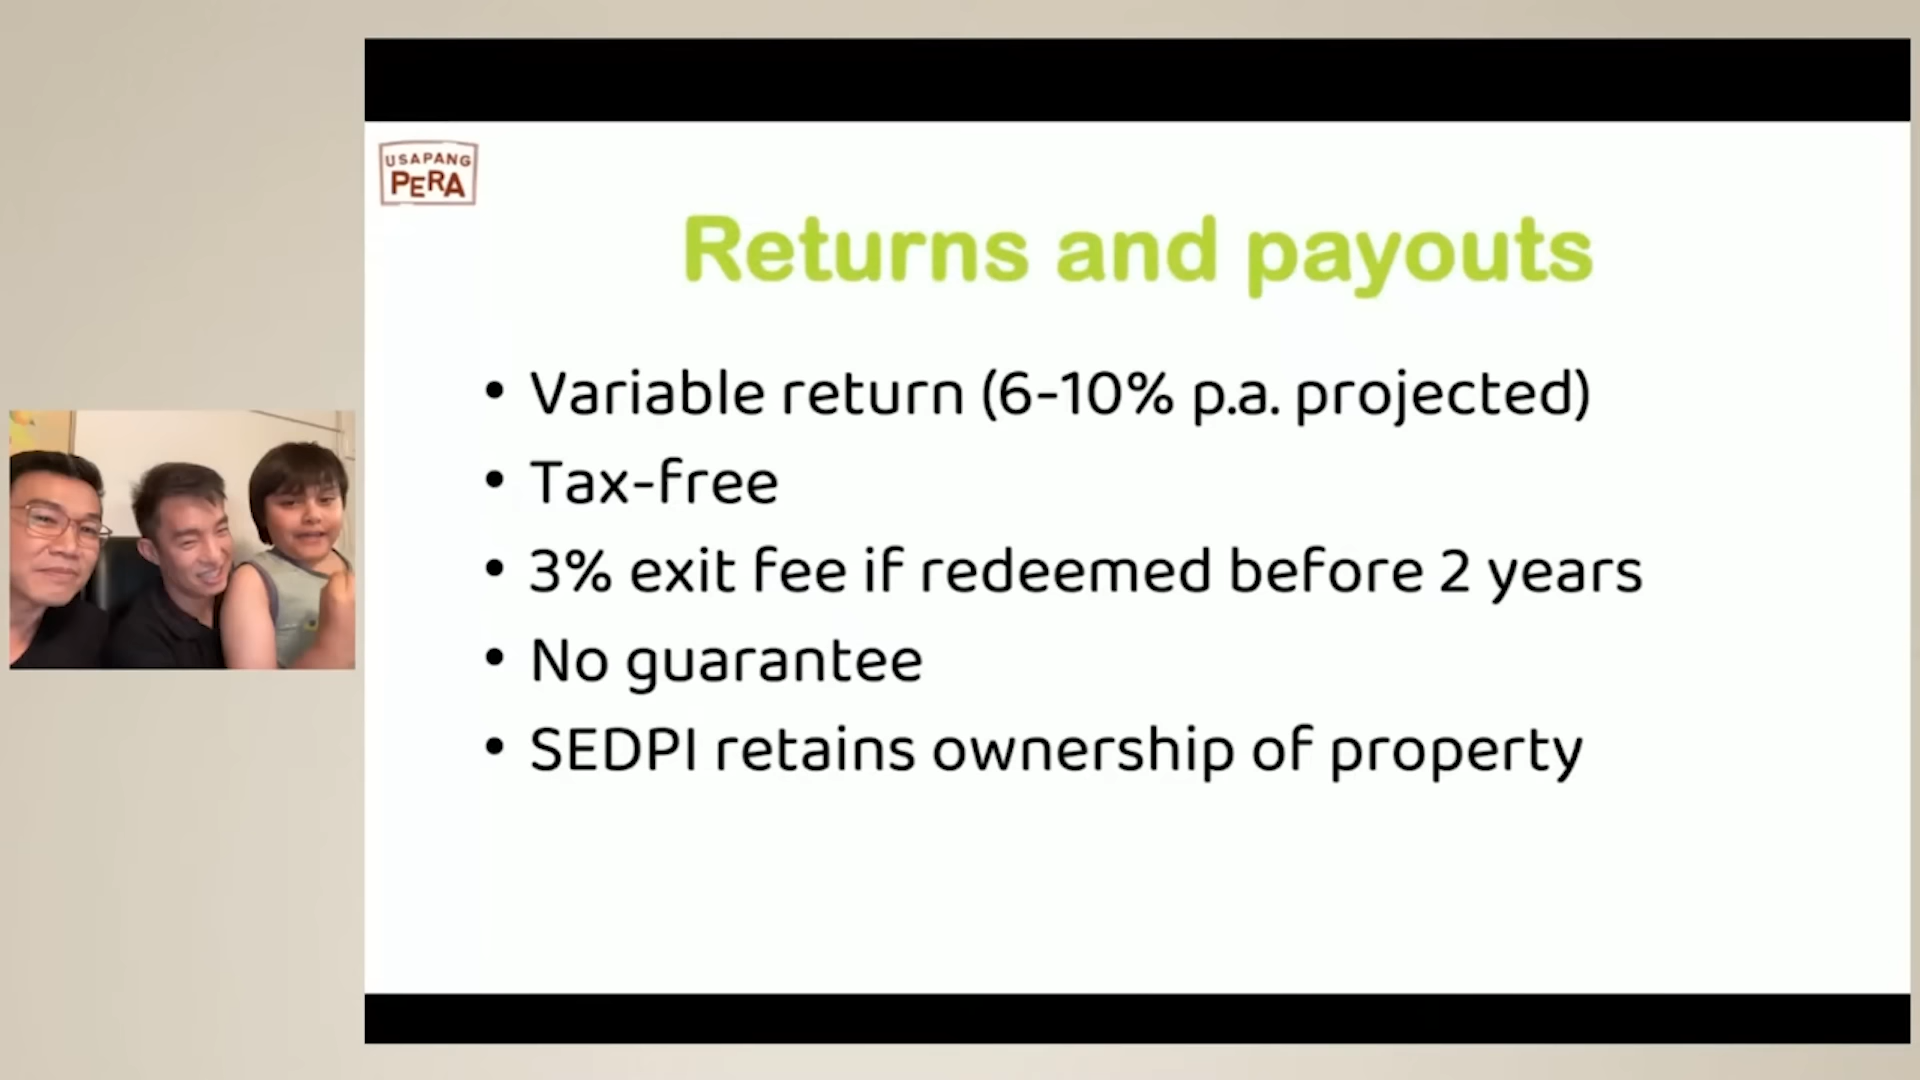 USAPANG
PERA
Returns and payouts
• Variable return (6-10% p.a. projected)
• Tax-free
• 3% exit fee if redeemed before 2 years
• No guarantee
• SEDPI retains ownership of property